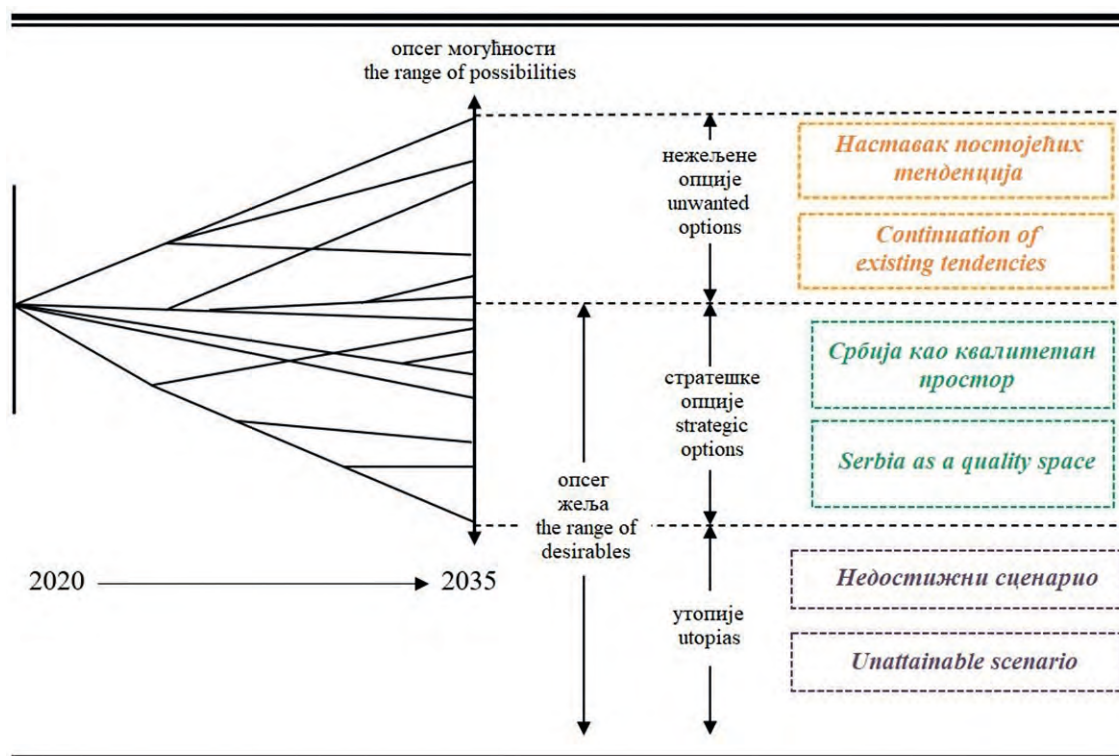 опсег могућности
the range of possibilities
нежељене
опције
unwanted
options
Наставак постојећих
тенденција
Continuation of
existing tendencies
стратешке
опције
strategic
options
Србија као квалитетан
простор
Serbia as a quality space
опсег
жеља
the range of
desirables
2020
2035
утопије
utopias
Недостижни сценарио
Unattainable scenario